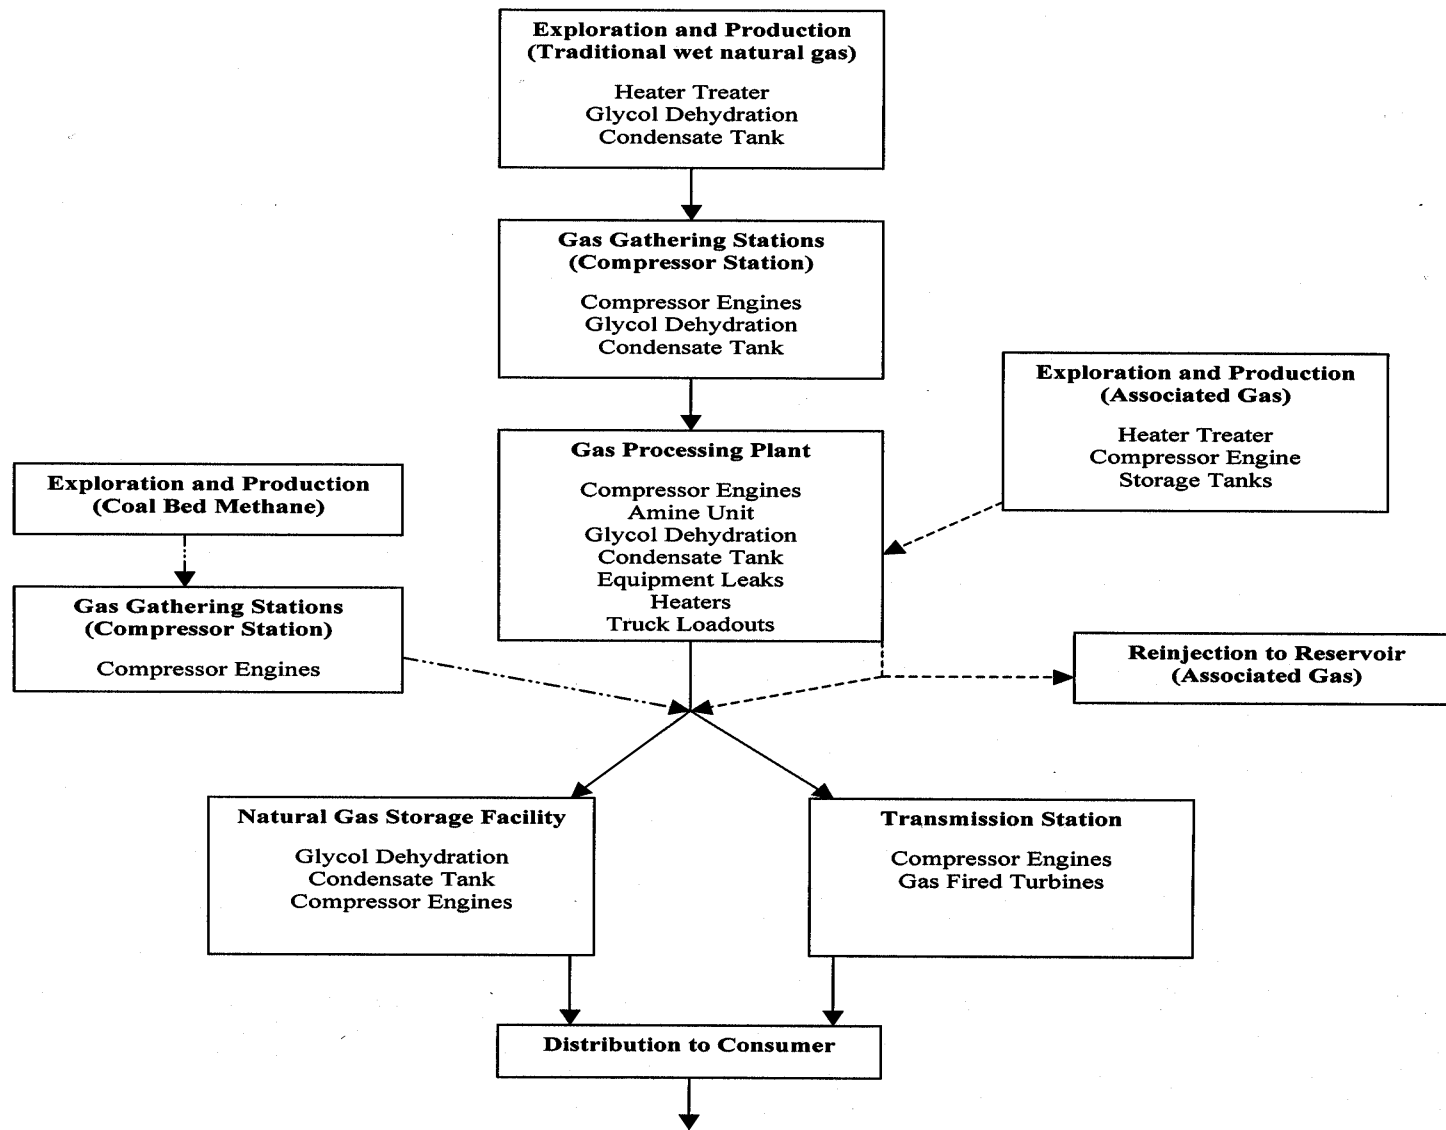 Exploration and Production
(Traditional wet natural gas)
Heater Treater
Glycol Dehydration
Condensate Tank
Gas Gathering Stations
(Compressor Station)
Compressor Engines
Glycol Dehydration
Condensate Tank
Exploration and Production
(Associated Gas)
Heater Treater
Compressor Engine
Storage Tanks
Gas Processing Plant
Compressor Engines
Amine Unit
Glycol Dehydration
Condensate Tank
Equipment Leaks
Heaters
Truck Loadouts
Exploration and Production
(Coal Bed Methane)
Gas Gathering Stations
(Compressor Station)
Compressor Engines
Reinjection to Reservoir
(Associated Gas)
Natural Gas Storage Facility
Glycol Dehydration
Condensate Tank
Compressor Engines
Transmission Station
Compressor Engines
Gas Fired Turbines
Distribution to Consumer